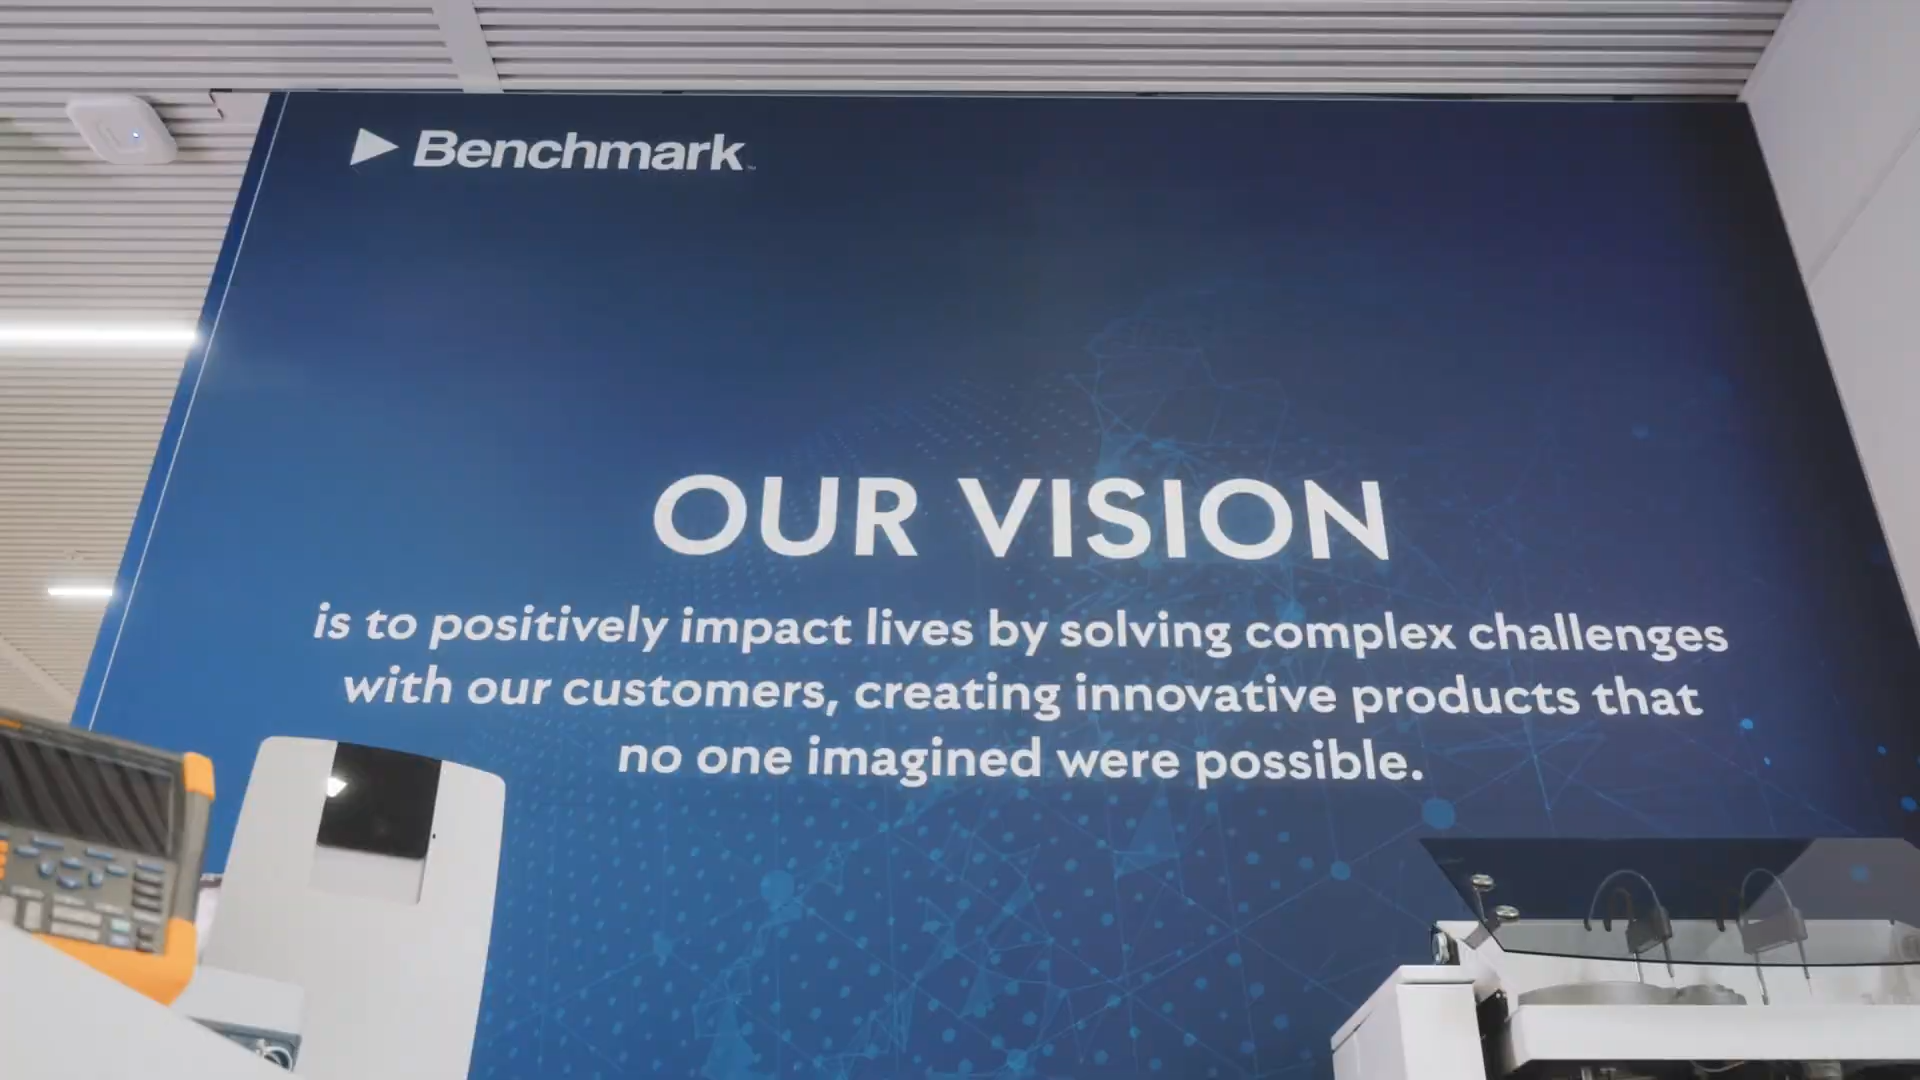 Benchmark
OUR VISION
is to positively impact lives by solving complex challenges
with our customers, creating innovative products that
no one imagined were possible.